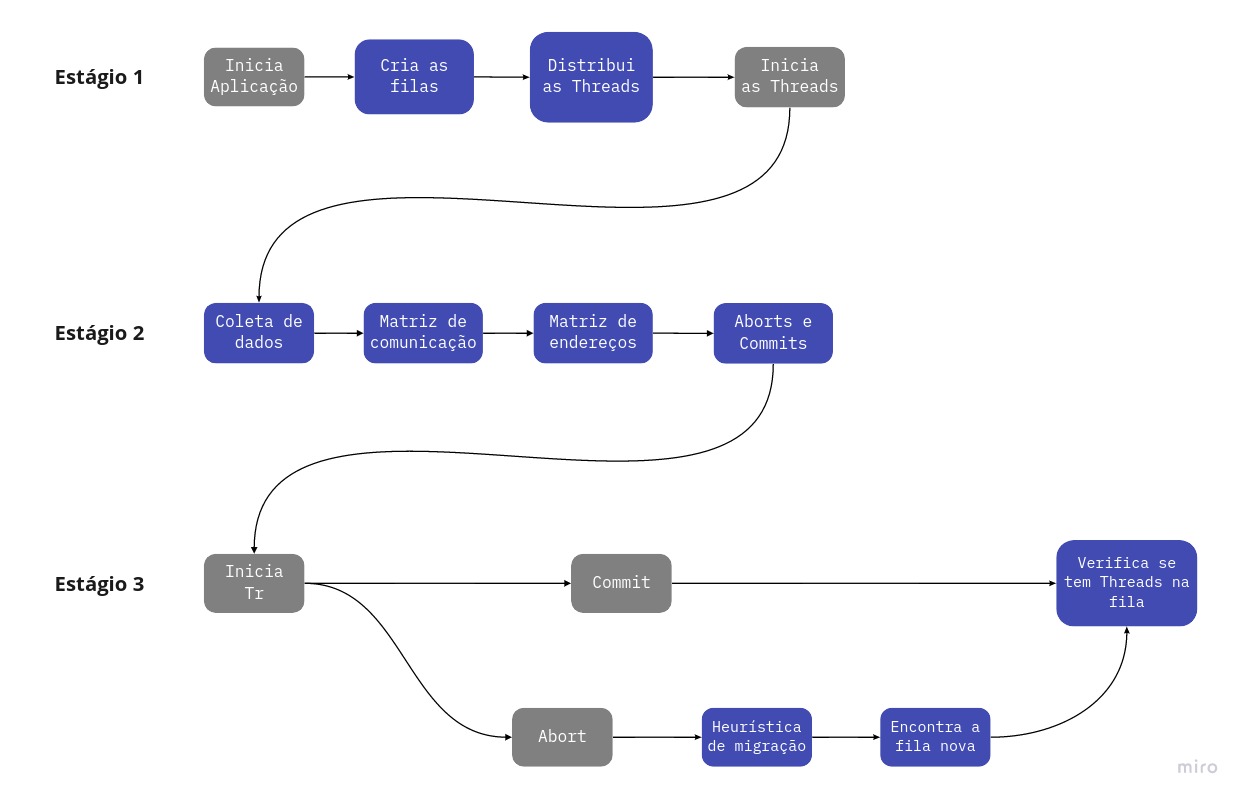 Estágio 1
Inicia
Aplicação
Cria as
filas
Distribui
as Threads
Inicia
as Threads
Estágio 2
Coleta de
dados
Matriz de
comunicação
Matriz de
endereços
Aborts e
Commits
Estágio 3
Inicia
Tr
Commit
Verifica se
tem Threads na
fila
Abort
Heurística
de migração
Encontra a
fila nova
miro